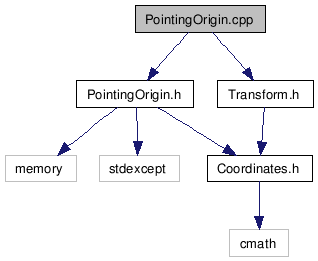 PointingOrigin.cpp
PointingOrigin.h
Transform.h
memory
stdexcept
Coordinates.h
cmath